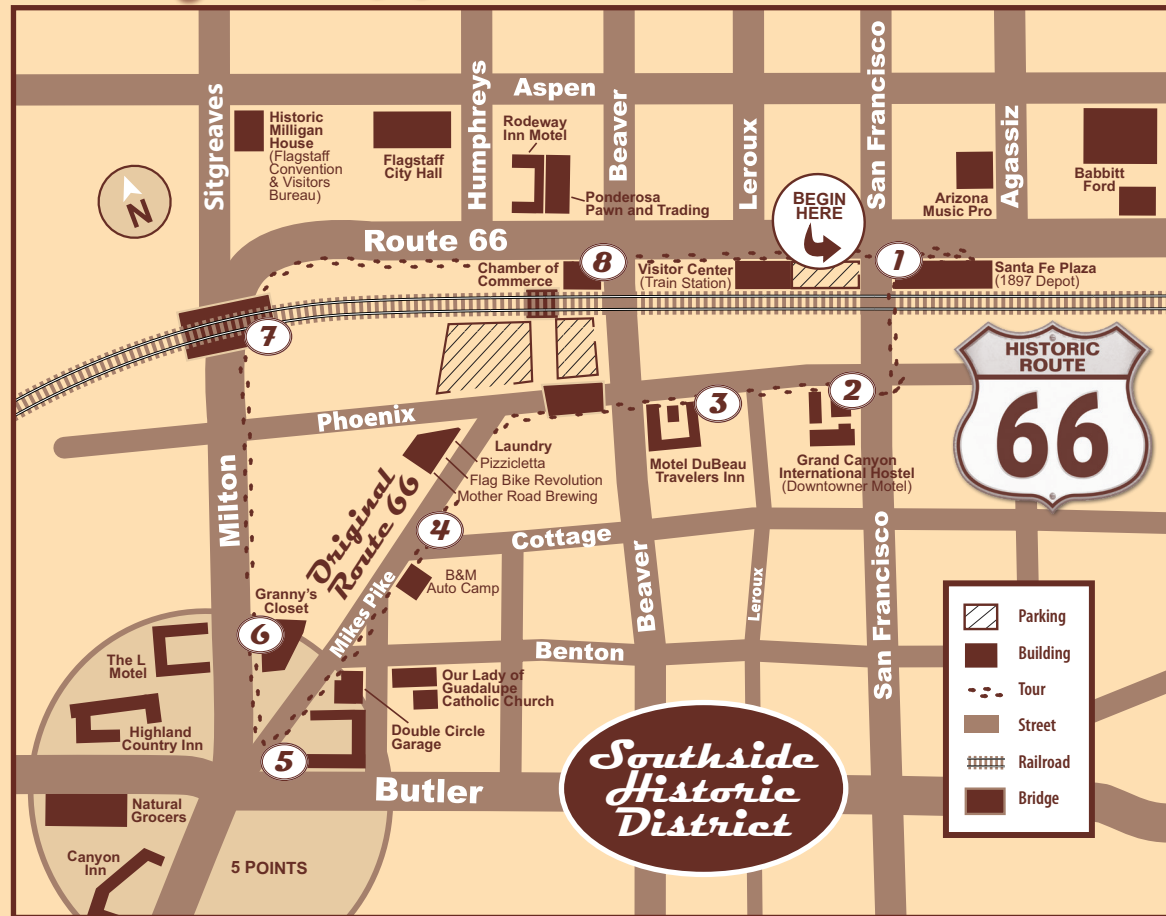 Aspen
Sitgreaves
Humphreys
Beaver
Leroux
San Francisco
Agassiz
Historic
Milligan
House
(Flagstaff
Convention
& Visitors
Bureau)
Flagstaff
City Hall
Rodeway
Inn Motel
Ponderosa
Pawn and Trading
BEGIN
HERE
Arizona
Music Pro
Babbitt
Ford
N
Route 66
Chamber of
Commerce
8
Visitor Center
(Train Station)
1
Santa Fe Plaza
(1897 Depot)
7
HISTORIC
ROUTE
66
Phoenix
3
2
Motel DuBeau
Travelers Inn
Grand Canyon
International Hostel
(Downtowner Motel)
Laundry
Pizzicletta
Flag Bike Revolution
Mother Road Brewing
Original
Route 66
Milton
4
Cottage
Mikes Pike
B&M
Auto Camp
Beaver
Leroux
San Francisco
Granny's
Closet
6
Benton
The L
Motel
Highland
Country Inn
Our Lady of
Guadalupe
Catholic Church
Double Circle
Garage
5
Butler
Natural
Grocers
Canyon
Inn
5 POINTS
Southside
Historic
District
Parking
Building
Tour
Street
Railroad
Bridge